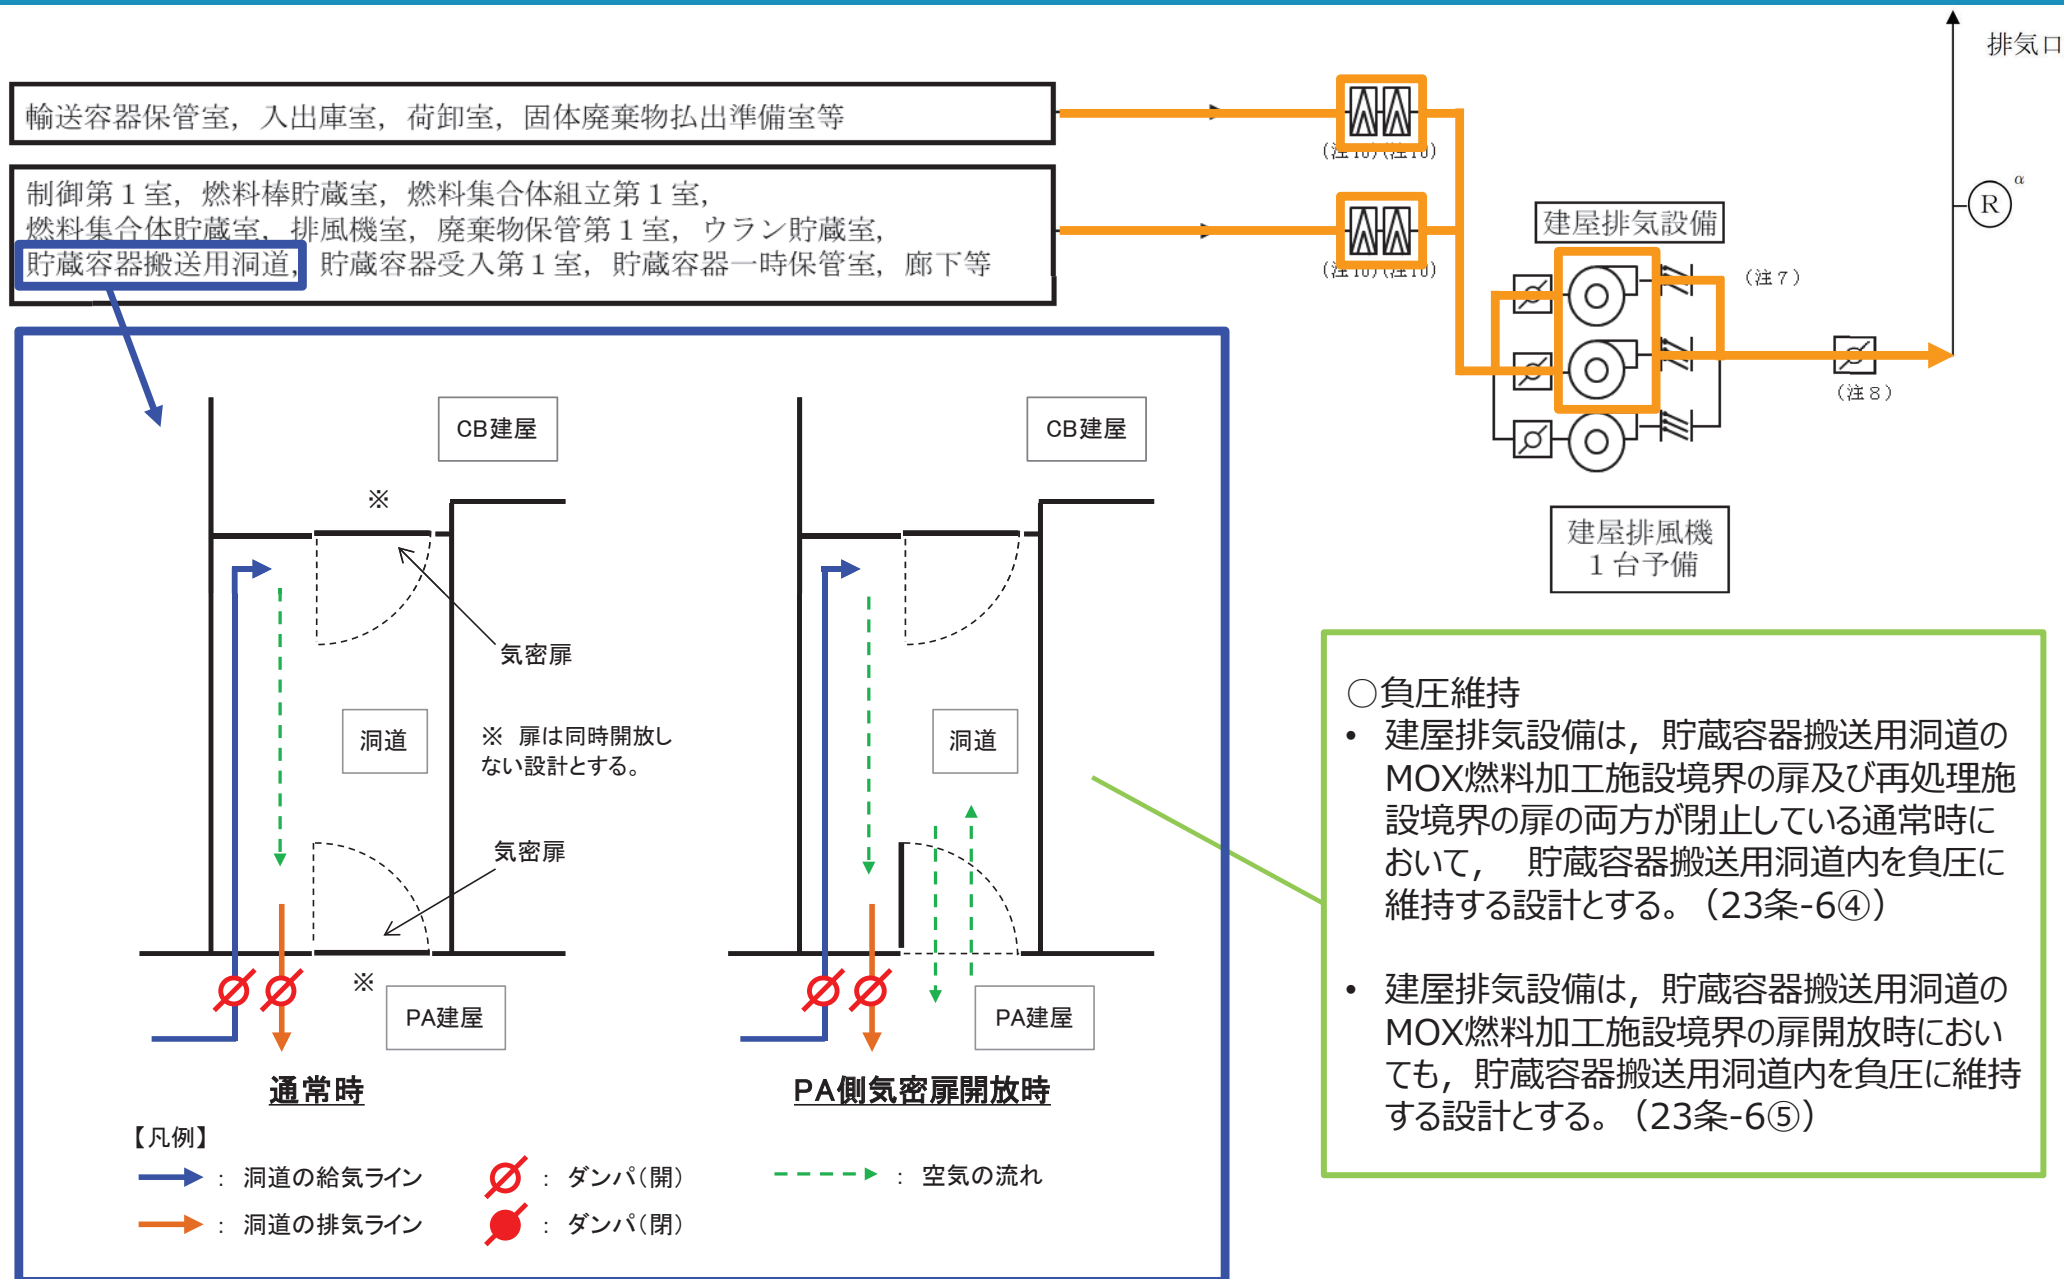 排気口
輸送容器保管室，入出庫室，荷卸室，固体廃棄物払出準備室等
(注10)(注10)
制御第１室，燃料棒貯蔵室，燃料集合体組立第１室，
燃料集合体貯蔵室，排風機室，廃棄物保管第１室，ウラン貯蔵室，
貯蔵容器搬送用洞道，貯蔵容器受入第１室，貯蔵容器一時保管室，廊下等
(注10)(注10)
α
R
建屋排気設備
(注７)
(注８)
建屋排風機
１台予備
CB建屋
※
気密扉
洞道
※ 扉は同時開放し
ない設計とする。
気密扉
※
PA建屋
通常時
CB建屋
洞道
PA建屋
PA側気密扉開放時
【凡例】
： 洞道の給気ライン
： ダンパ（開）
： 空気の流れ
： 洞道の排気ライン
： ダンパ（閉）
○負圧維持
• 建屋排気設備は，貯蔵容器搬送用洞道の
MOX燃料加工施設境界の扉及び再処理施
設境界の扉の両方が閉止している通常時に
おいて， 貯蔵容器搬送用洞道内を負圧に
維持する設計とする。（23条-6④）
• 建屋排気設備は，貯蔵容器搬送用洞道の
MOX燃料加工施設境界の扉開放時におい
ても，貯蔵容器搬送用洞道内を負圧に維持
する設計とする。（23条-6⑤）